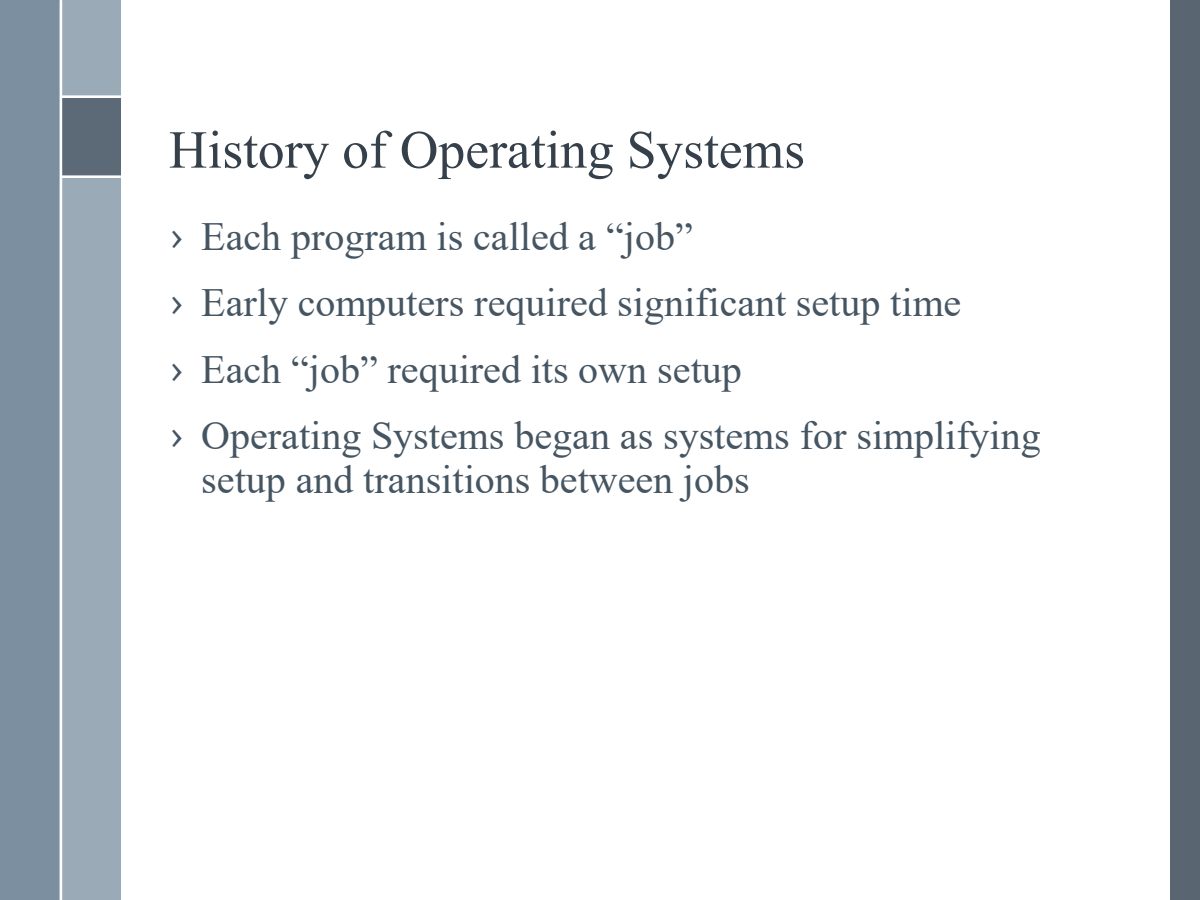 History of Operating Systems
› Each program is called a “job”
› Early computers required significant setup time
› Each “job” required its own setup
› Operating Systems began as systems for simplifying
setup and transitions between jobs